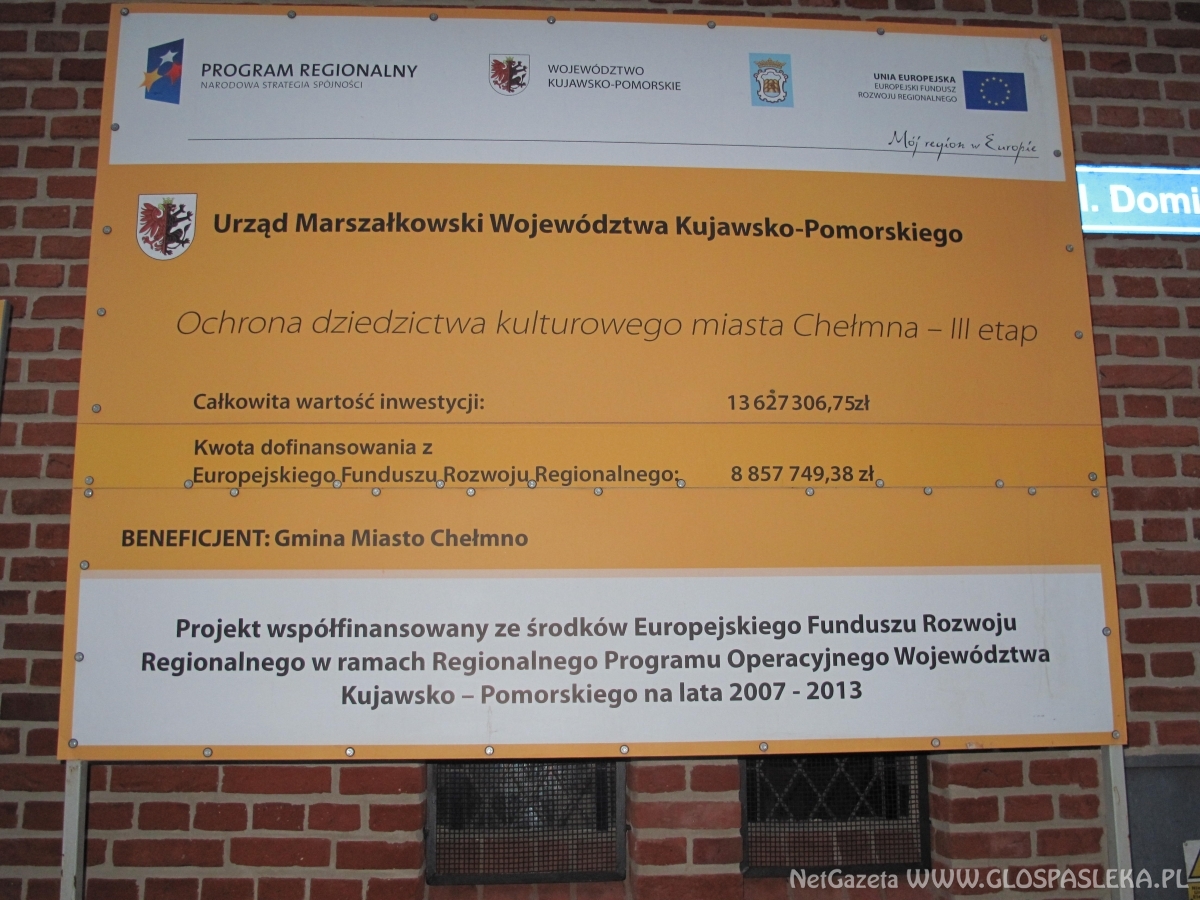 PROGRAM REGIONALNY
NARODOWA STRATEGIA SPÓJNOŚCI
WOJEWÓDZTWO
KUJAWSKO-POMORSKIE
UNIA EUROPEJSKA
EUROPEJSKI FUNDUSZ
ROZWOJU REGIONALNEGO
Mój region w Europie
Urząd Marszałkowski Województwa Kujawsko-Pomorskiego
l. Domi
Ochrona dziedzictwa kulturowego miasta Chełmna – III etap
Całkowita wartość inwestycji: 13 627 306,75zł
Kwota dofinansowania z
Europejskiego Funduszu Rozwoju Regionalnego: 8 857 749,38 zł
BENEFICJENT: Gmina Miasto Chełmno
Projekt współfinansowany ze środków Europejskiego Funduszu Rozwoju
Regionalnego w ramach Regionalnego Programu Operacyjnego Województwa
Kujawsko – Pomorskiego na lata 2007 - 2013
NetGazeta WWW.GLOSPASLEKA.PL